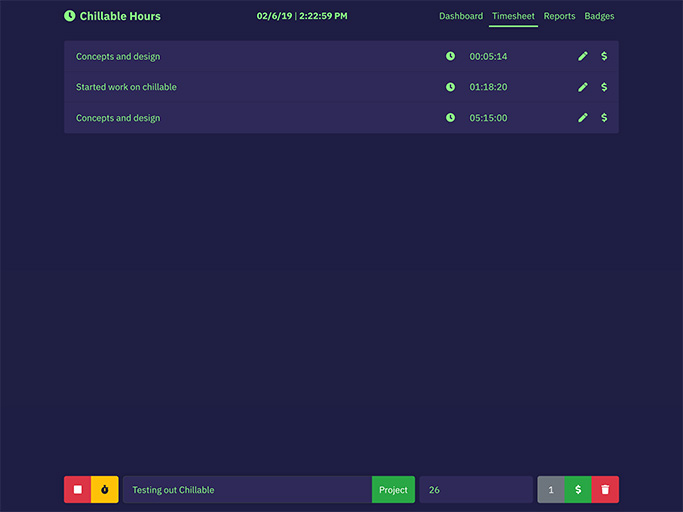 Chillable Hours 02/6/19 | 2:22:59 PM Dashboard Timesheet Reports Badges
Concepts and design 00:05:14 $
Started work on chillable 01:18:20 $
Concepts and design 05:15:00 $
Testing out Chillable Project 26 1 $